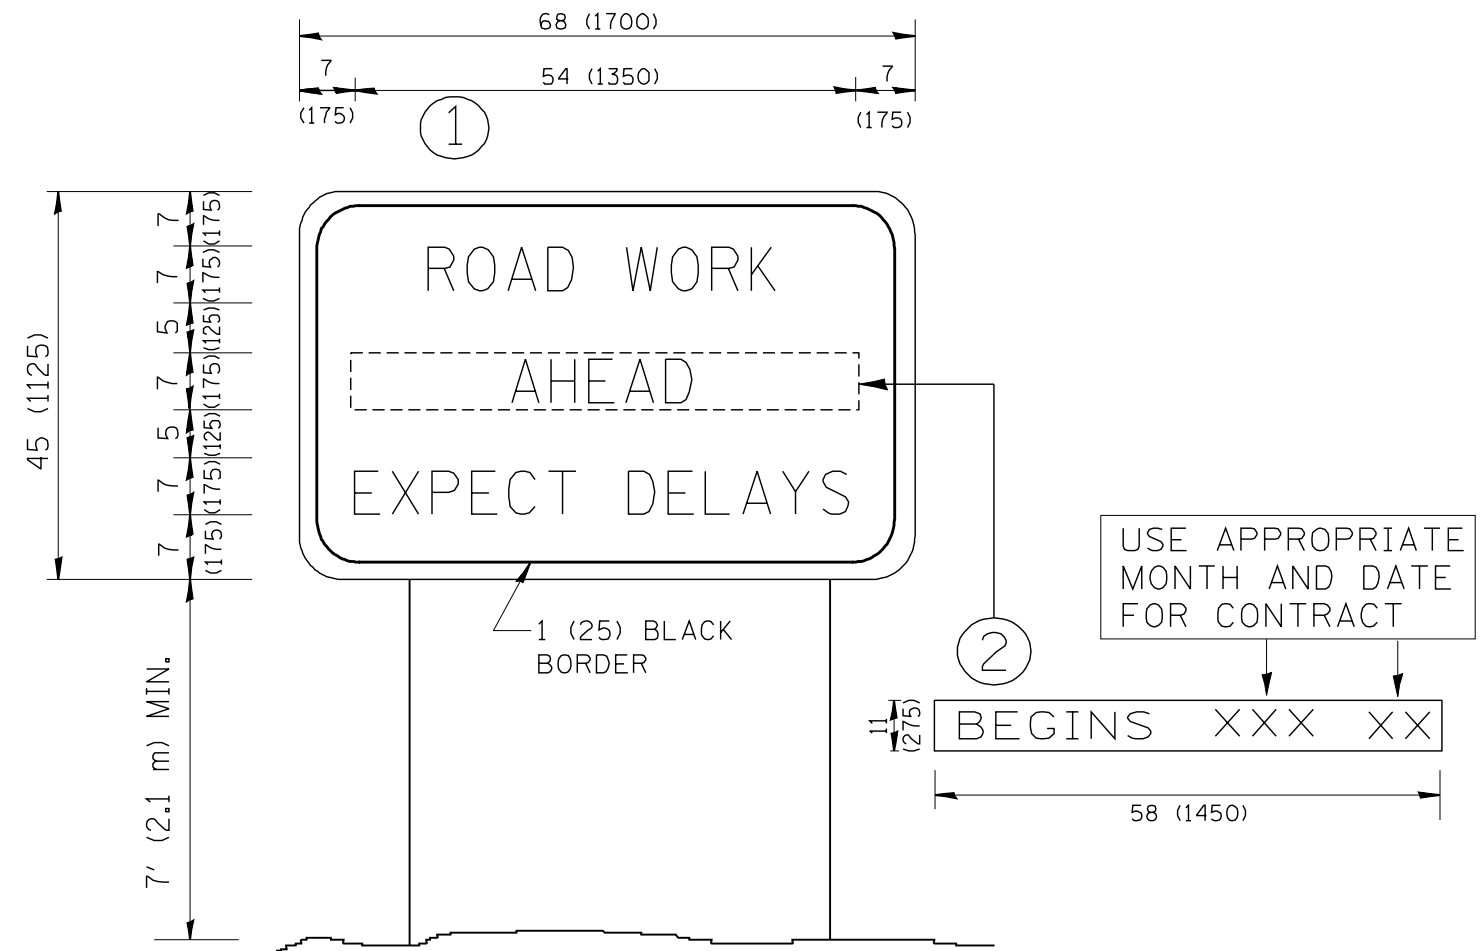 68 (1700)
7
54 (1350)
7
(175)
(175)
1
7 (175)
7 (175)
5 (125)
7 (175)
5 (125)
7 (175)
7 (175)
45 (1125)
ROAD WORK
AHEAD
EXPECT DELAYS
1 (25) BLACK
BORDER
7' (2.1 m) MIN.
USE APPROPRIATE
MONTH AND DATE
FOR CONTRACT
2
11
(275)
BEGINS XXX XX
58 (1450)